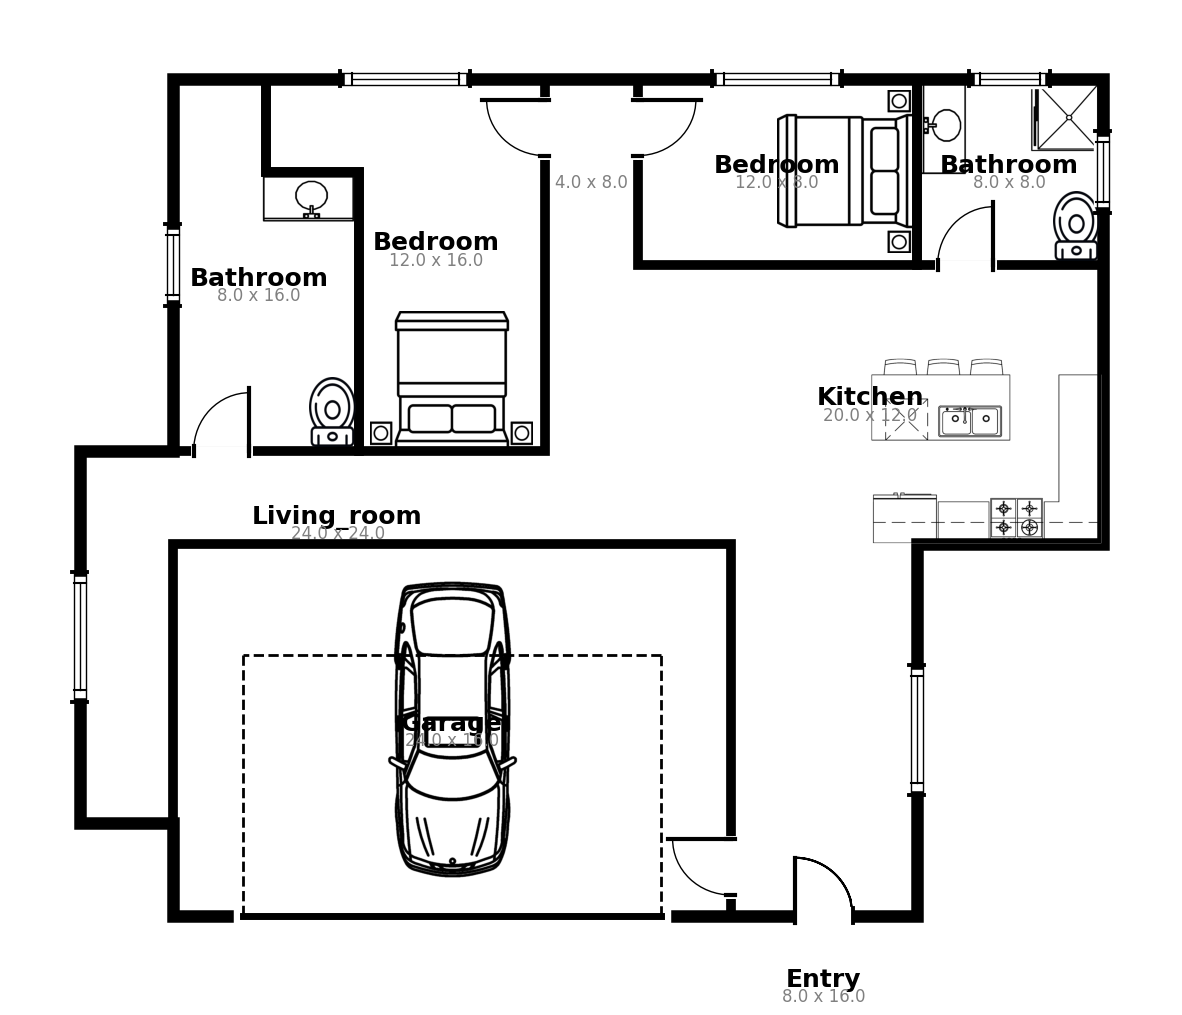 Bedroom
12.0 x 8.0
Bathroom
8.0 x 8.0
4.0 x 8.0
Bedroom
12.0 x 16.0
Bathroom
8.0 x 16.0
Kitchen
20.0 x 12.0
Living_room
24.0 x 24.0
Garage
24.0 x 16.0
Entry
8.0 x 16.0